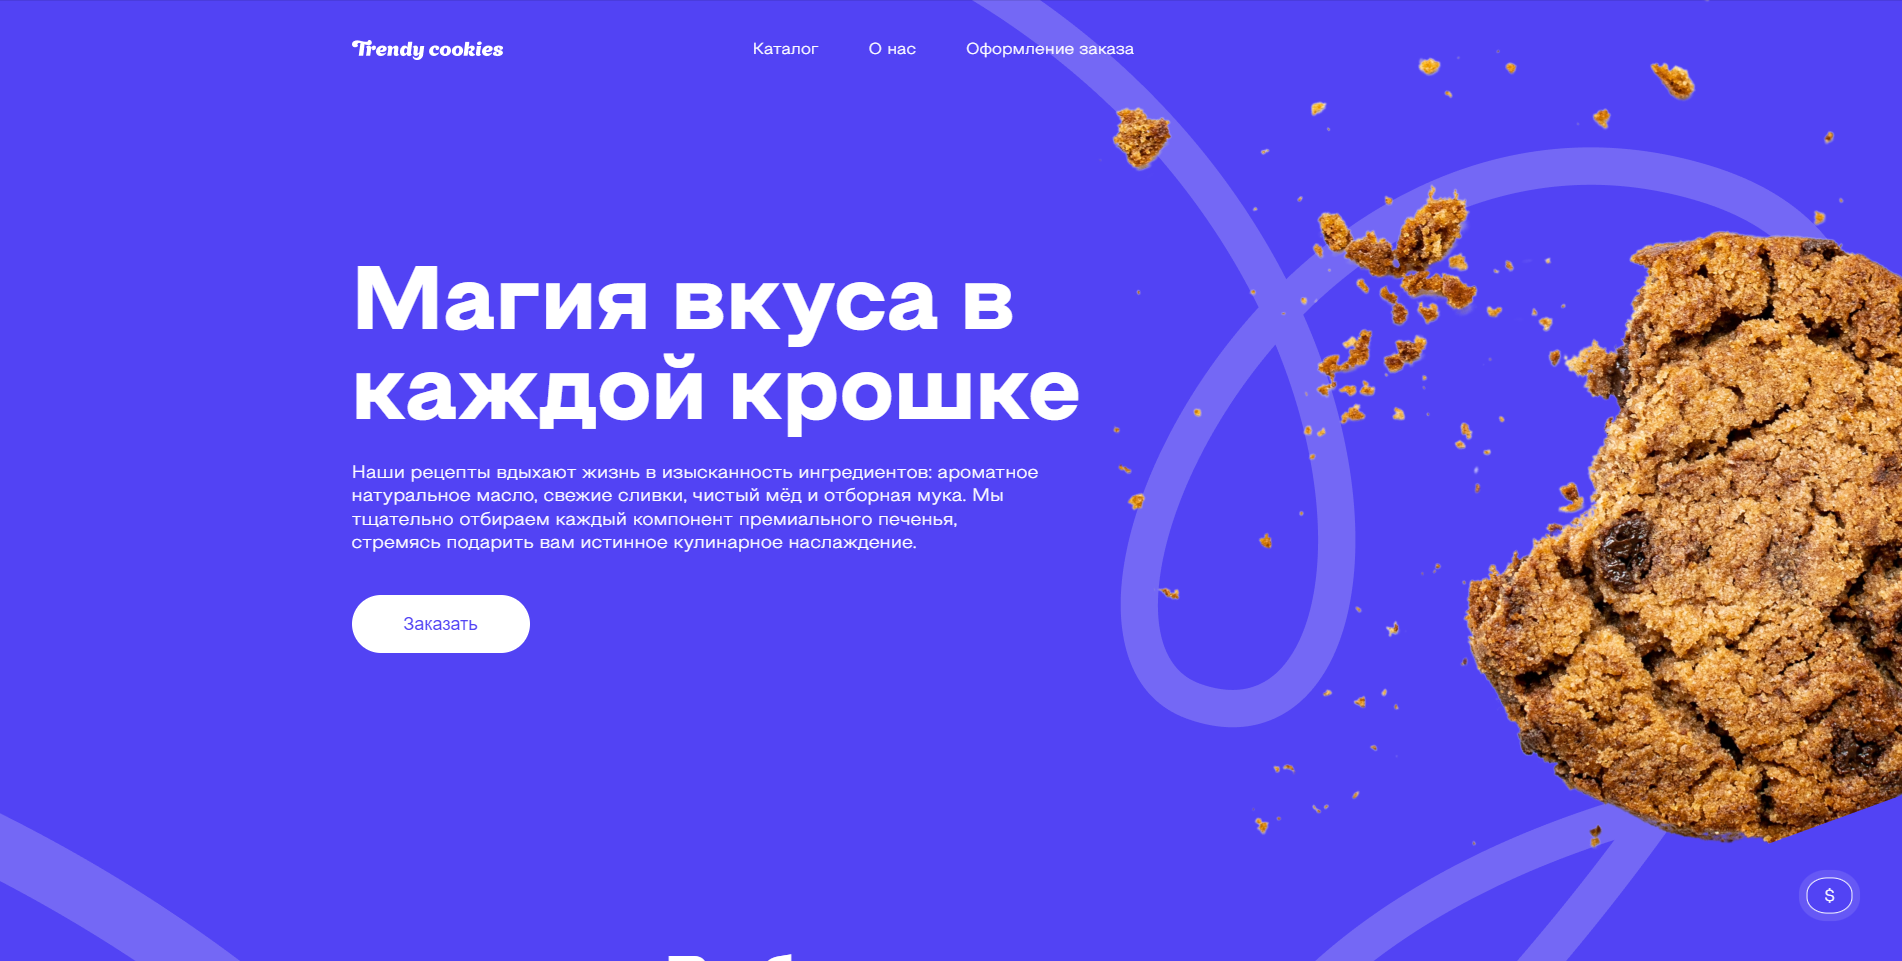 Trendy cookies
Каталог
О нас
Оформление заказа
Магия вкуса в
каждой крошке
Наши рецепты вдыхают жизнь в изысканность ингредиентов: ароматное
натуральное масло, свежие сливки, чистый мёд и отборная мука. Мы
тщательно отбираем каждый компонент премиального печенья,
стремясь подарить вам истинное кулинарное наслаждение.
Заказать
$